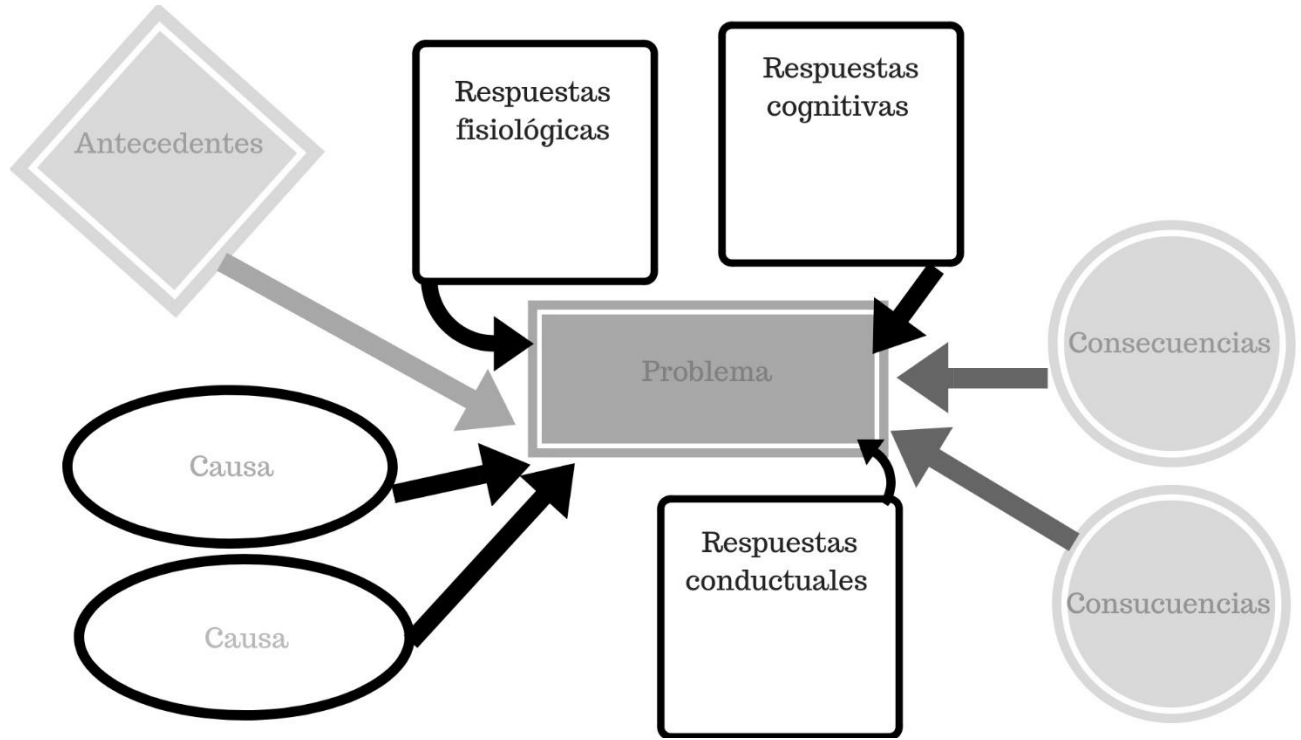 Respuestas
cognitivas
Respuestas
fisiológicas
Antecedentes
Consecuencias
Problema
Causa
Respuestas
conductuales
Consucuencias
Causa